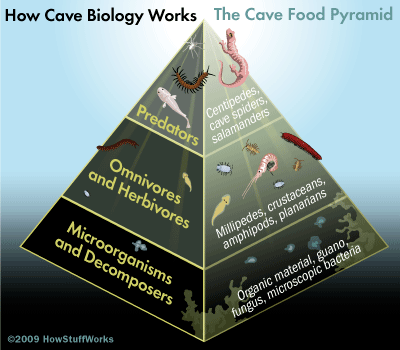 How Cave Biology Works
The Cave Food Pyramid
Predators
Centipedes,
cave spiders,
salamanders
Omnivores
and Herbivores
Millipedes, crustaceans,
amphipods, planarians
Microorganisms
and Decomposers
Organic material, guano,
fungus, microscopic bacteria
©2009 HowStuffWorks